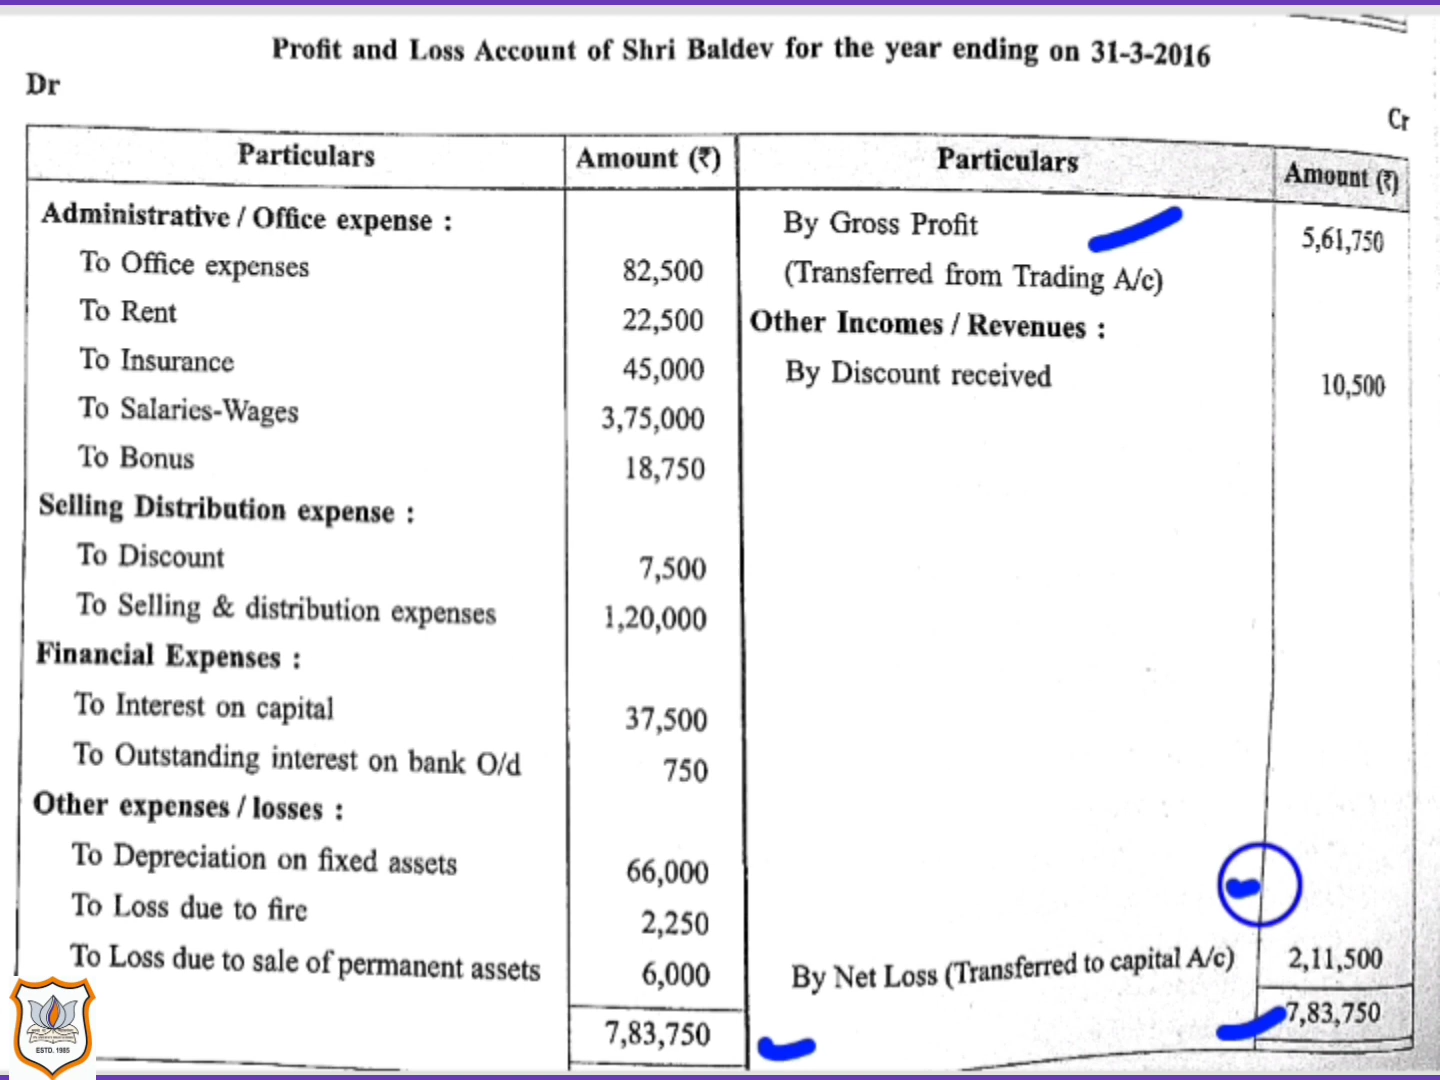 Profit and Loss Account of Shri Baldev for the year ending on 31-3-2016
Dr
Cr
Particulars Amount (₹) Particulars Amount (₹)
Administrative / Office expense :
By Gross Profit 5,61,750
To Office expenses 82,500
(Transferred from Trading A/c)
To Rent 22,500
Other Incomes / Revenues :
To Insurance 45,000
By Discount received 10,500
To Salaries-Wages 3,75,000
To Bonus 18,750
Selling Distribution expense :
To Discount 7,500
To Selling & distribution expenses 1,20,000
Financial Expenses :
To Interest on capital 37,500
To Outstanding interest on bank O/d 750
Other expenses / losses :
To Depreciation on fixed assets 66,000
To Loss due to fire 2,250
To Loss due to sale of permanent assets 6,000
By Net Loss (Transferred to capital A/c) 2,11,500
7,83,750 7,83,750
ESTD. 1985